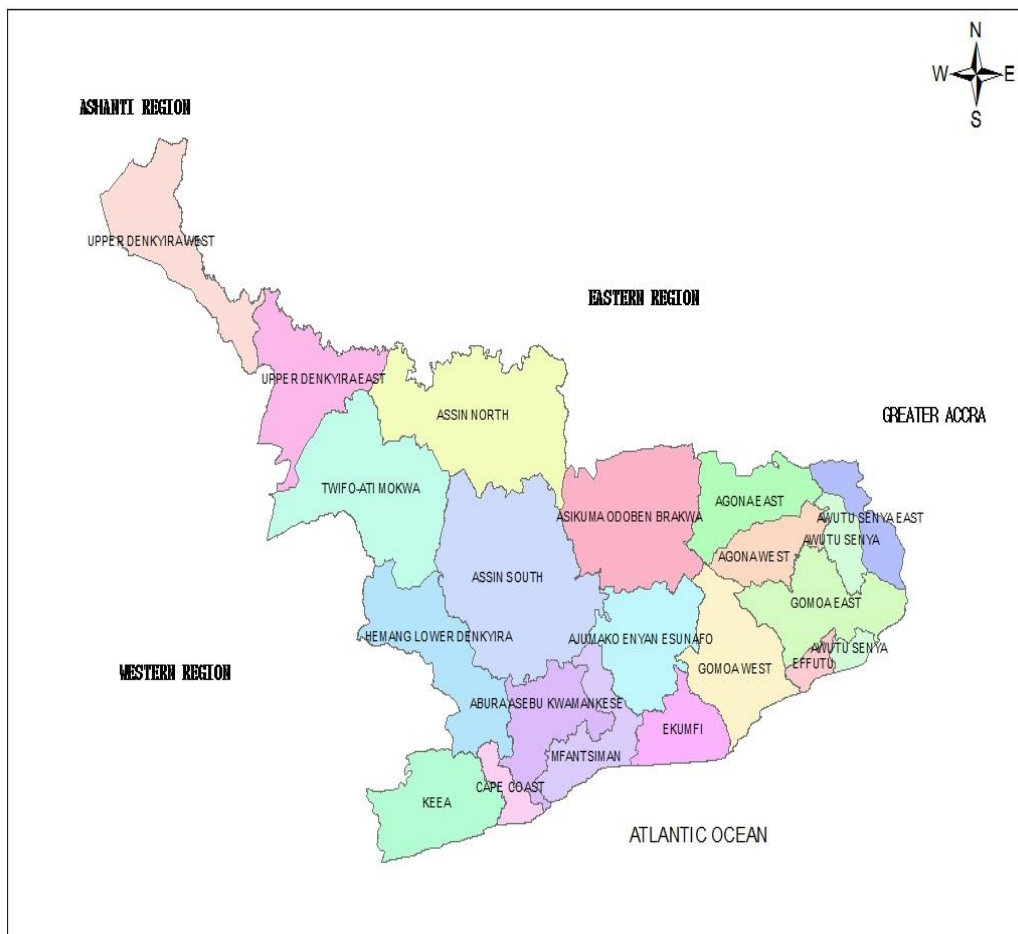 N
W E
S
ASHANTI REGION
UPPER DENKYIRA WEST
EASTERN REGION
UPPER DENKYIRA EAST
ASSIN NORTH
GREATER ACCRA
TWIFO-ATI MOKWA
ASIKUMA ODOBEN BRAKWA
AGONA EAST
AWUTU SENYA EAST
AWUTU SENYA
AGONA WEST
ASSIN SOUTH
GOMOA EAST
HEMANG LOWER DENKYIRA
AJUMAKO ENYAN ESUNAFO
AWUTU SENYA
EFFUTU
GOMOA WEST
WESTERN REGION
ABURA ASEBU KWAMANKESE
EKUMFI
MFANTSIMAN
CAPE COAST
KEEA
ATLANTIC OCEAN